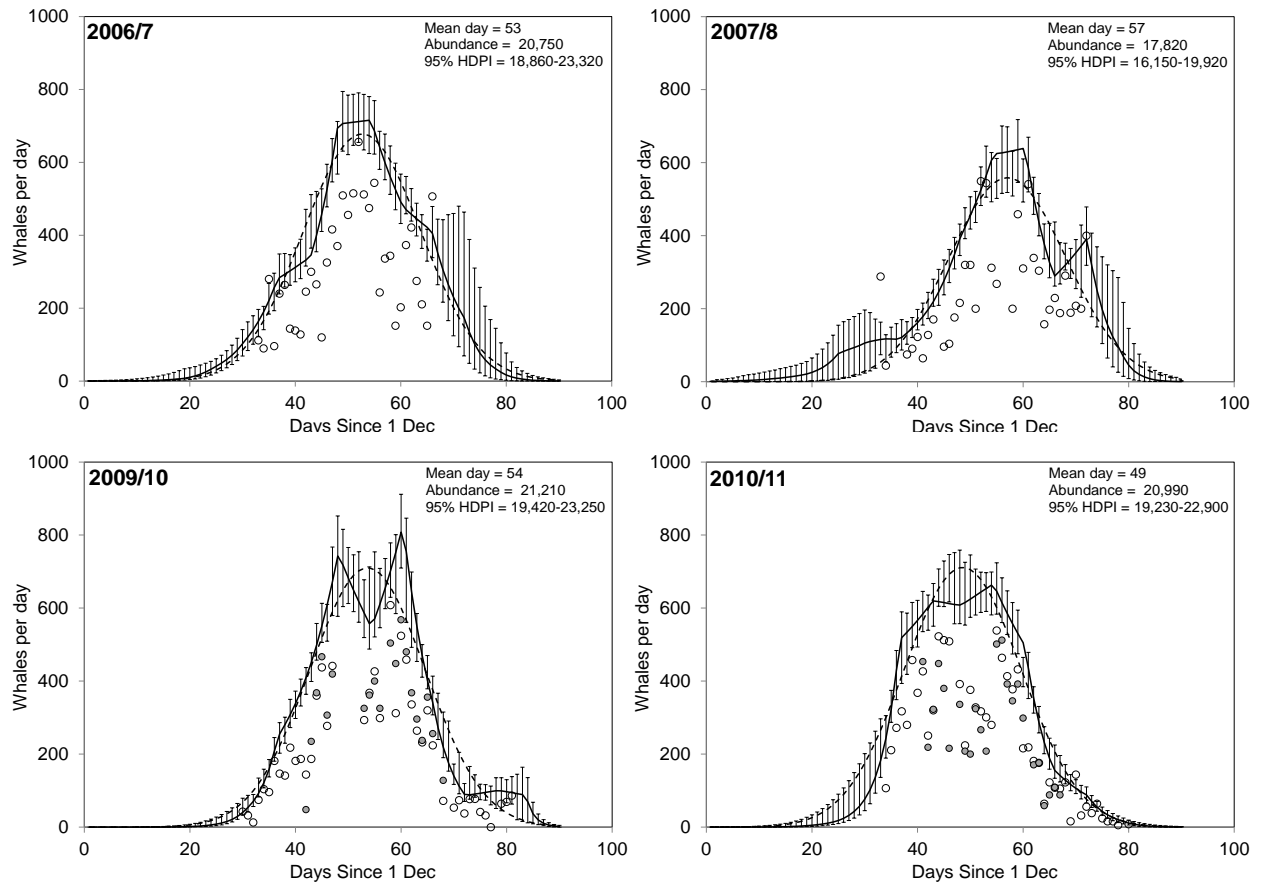 2006/7
Mean day = 53
Abundance = 20,750
95% HDPI = 18,860-23,320
Whales per day
1000
800
600
400
200
0
0 20 40 60 80 100
Days Since 1 Dec
2007/8
Mean day = 57
Abundance = 17,820
95% HDPI = 16,150-19,920
Whales per day
1000
800
600
400
200
0
0 20 40 60 80 100
Days Since 1 Dec
2009/10
Mean day = 54
Abundance = 21,210
95% HDPI = 19,420-23,250
Whales per day
1000
800
600
400
200
0
0 20 40 60 80 100
Days Since 1 Dec
2010/11
Mean day = 49
Abundance = 20,990
95% HDPI = 19,230-22,900
Whales per day
1000
800
600
400
200
0
0 20 40 60 80 100
Days Since 1 Dec